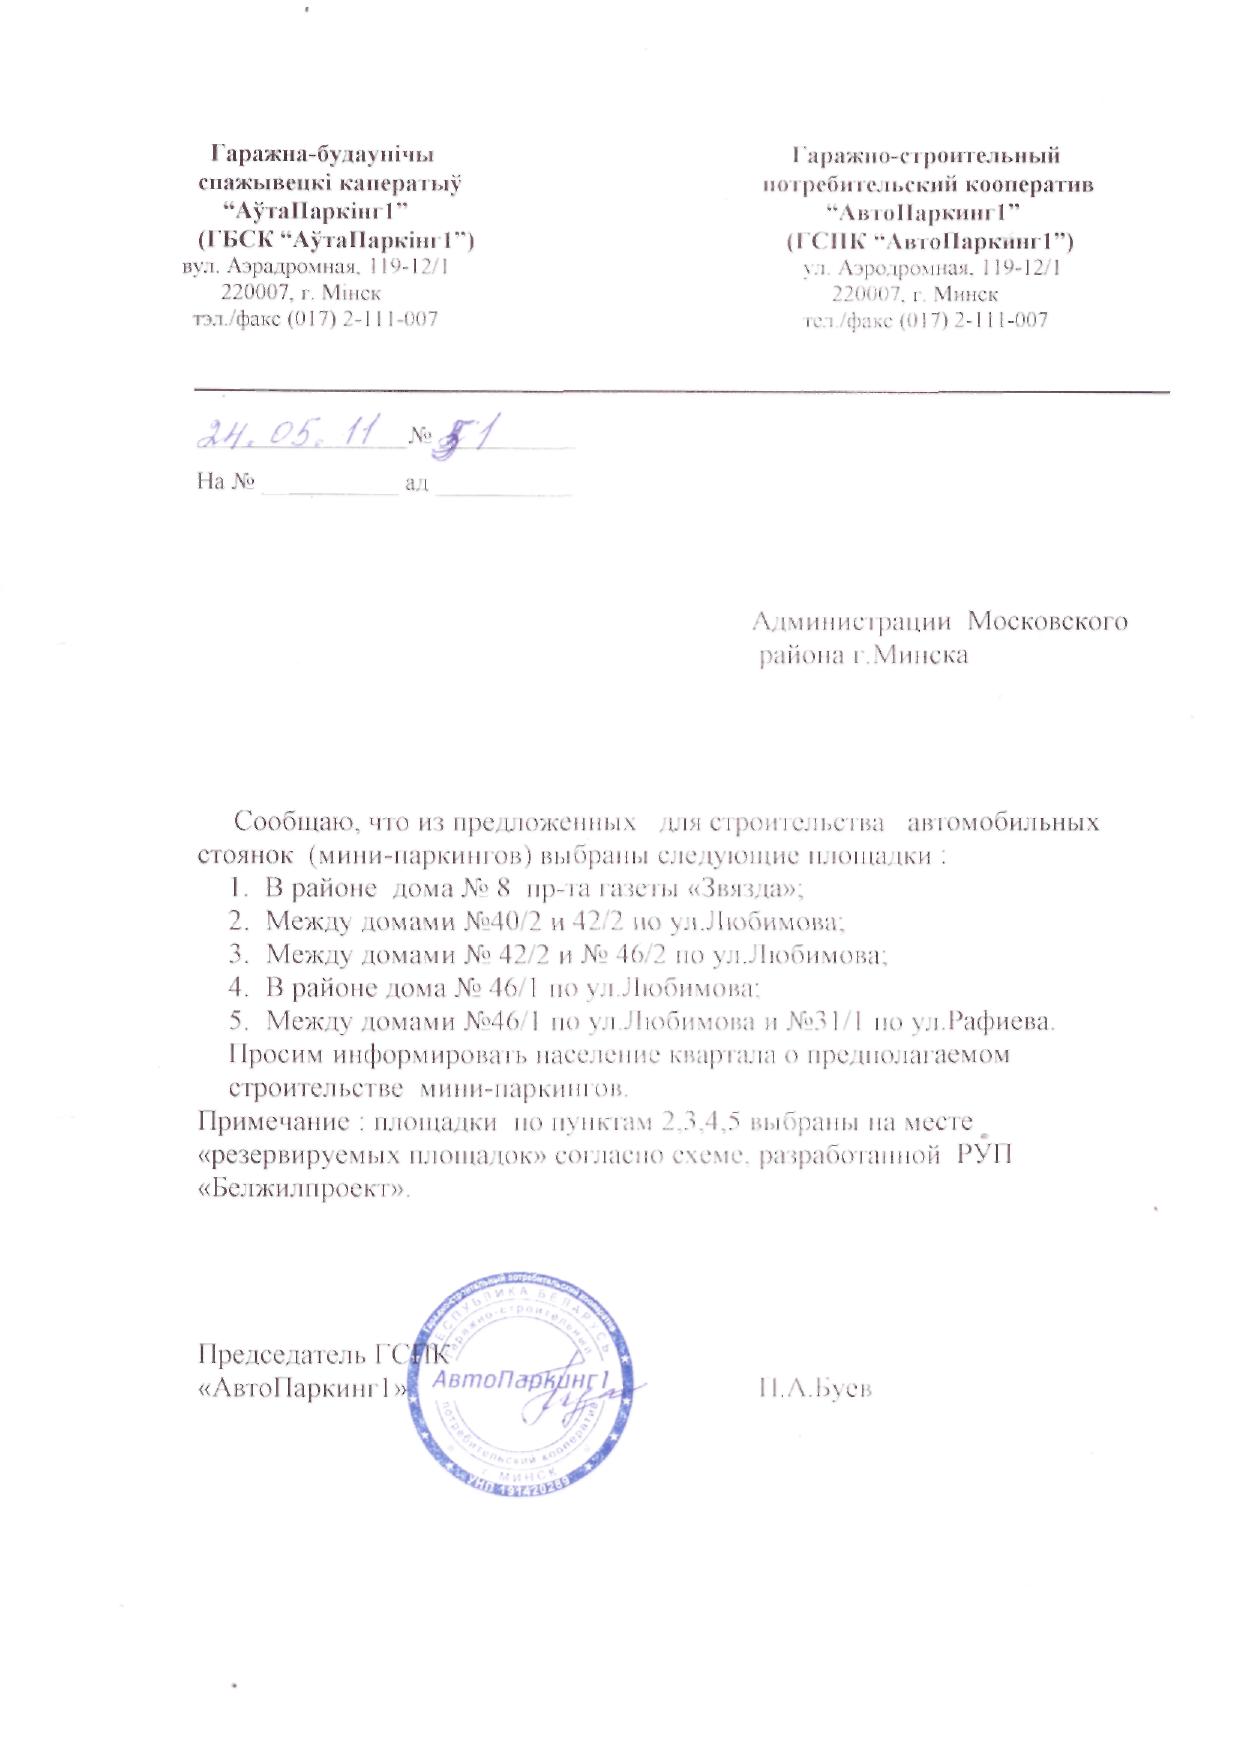 Гаражна-будаунічы
спажывецкі каператыў
“АўтаПаркінг1”
(ГБСК “АўтаПаркінг1”)
вул. Аэрадромная, 119-12/1
220007, г. Мінск
тэл./факс (017) 2-111-007
Гаражно-строительный
потребительский кооператив
“АвтоПаркинг1”
(ГСПК “АвтоПаркинг1”)
ул. Аэродромная, 119-12/1
220007, г. Минск
тел./факс (017) 2-111-007
24.05.11 № 51
На № ад
Администрации Московского
района г.Минска
Сообщаю, что из предложенных для строительства автомобильных
стоянок (мини-паркингов) выбраны следующие площадки :
1. В районе дома № 8 пр-та газеты «Звязда»;
2. Между домами №40/2 и 42/2 по ул.Любимова;
3. Между домами № 42/2 и № 46/2 по ул.Любимова;
4. В районе дома № 46/1 по ул.Любимова;
5. Между домами №46/1 по ул.Любимова и №31/1 по ул.Рафиева.
Просим информировать население квартала о предполагаемом
строительстве мини-паркингов.
Примечание : площадки по пунктам 2,3,4,5 выбраны на месте
«резервируемых площадок» согласно схеме, разработанной РУП
«Белжилпроект».
Председатель ГСПК
«АвтоПаркинг1» П.А.Буев
Гаражно-строительный потребительский кооператив
РЕСПУБЛИКА БЕЛАРУСЬ
Гаражно-строительный
АвтоПаркинг1
потребительский кооператив
г. МИНСК
УНП 191420289